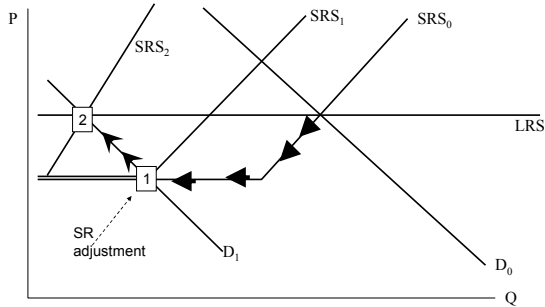 P
SRS₁
SRS₀
SRS₂
2
LRS
1
SR
adjustment
D₁
D₀
Q